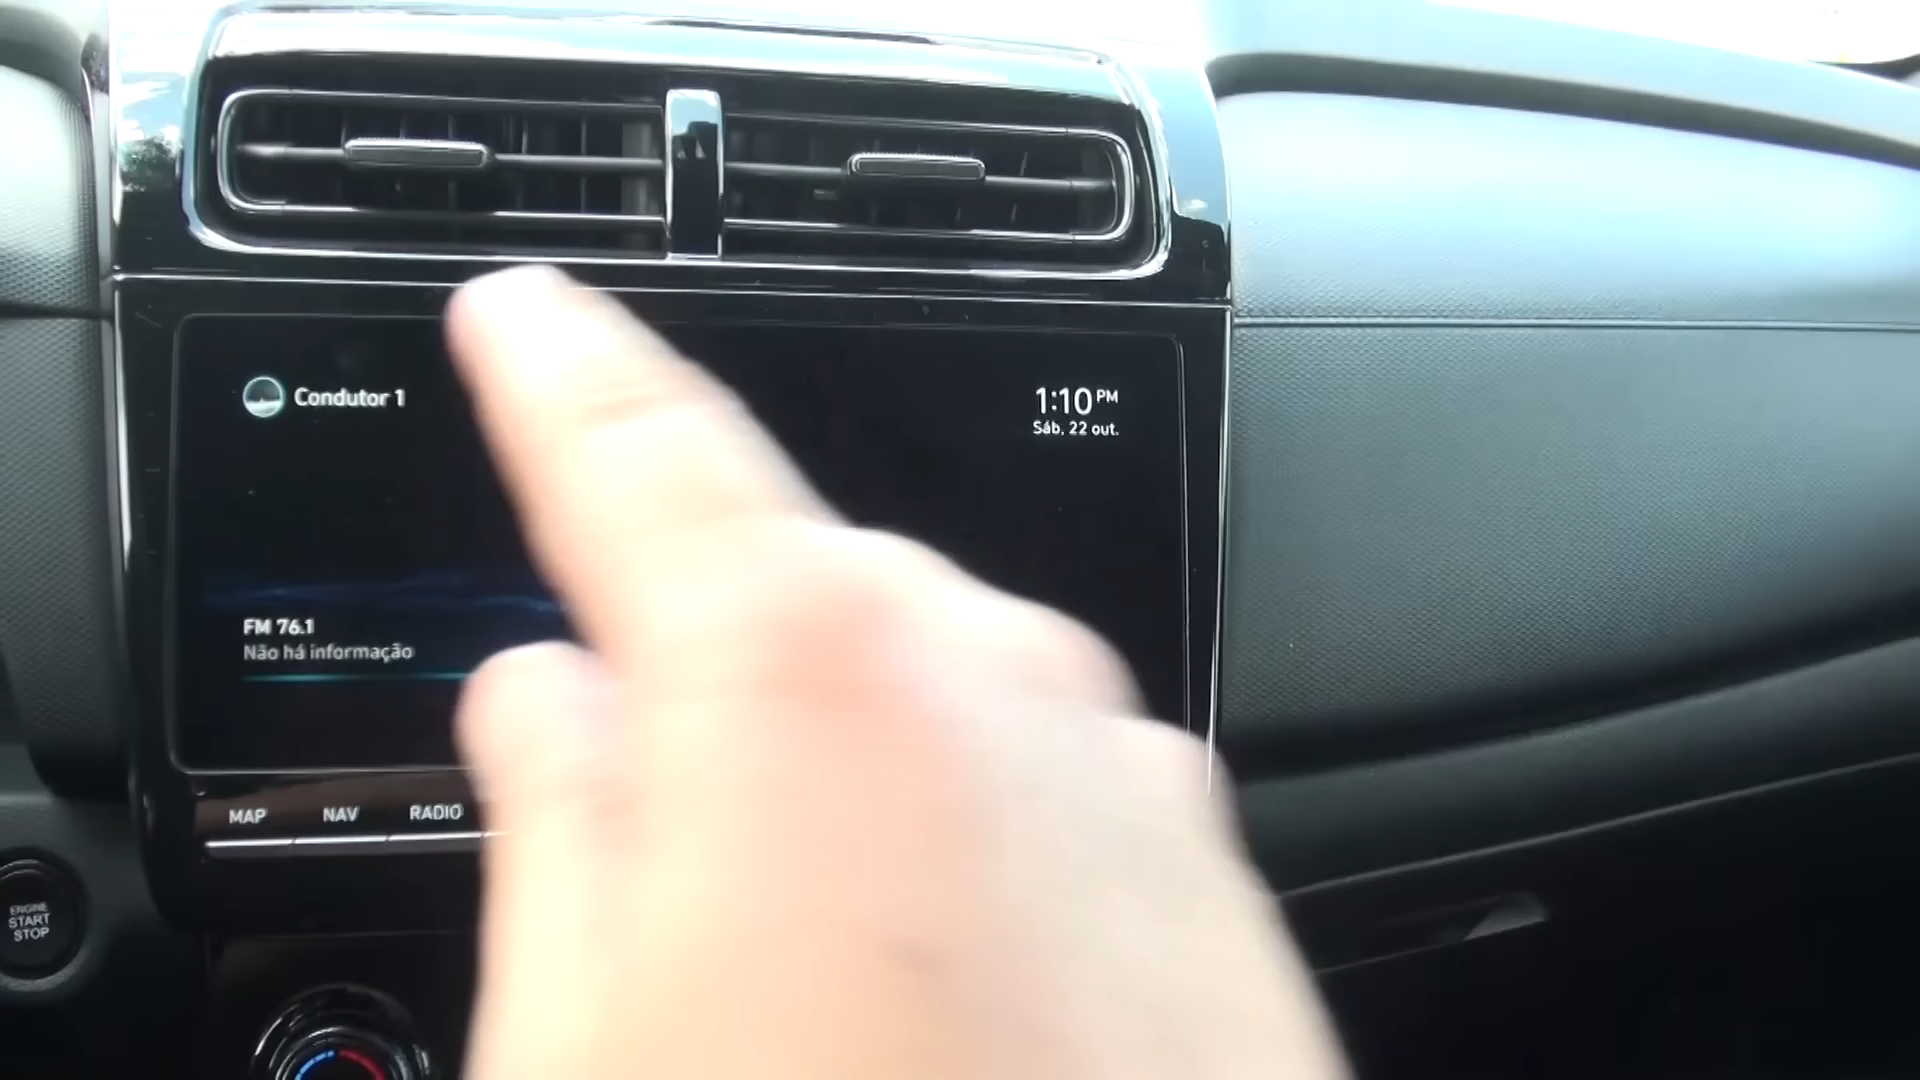 Condutor 1
1:10 PM
Sáb. 22 out.
FM 76.1
Não há informação
MAP NAV RADIO
ENGINE
START
STOP